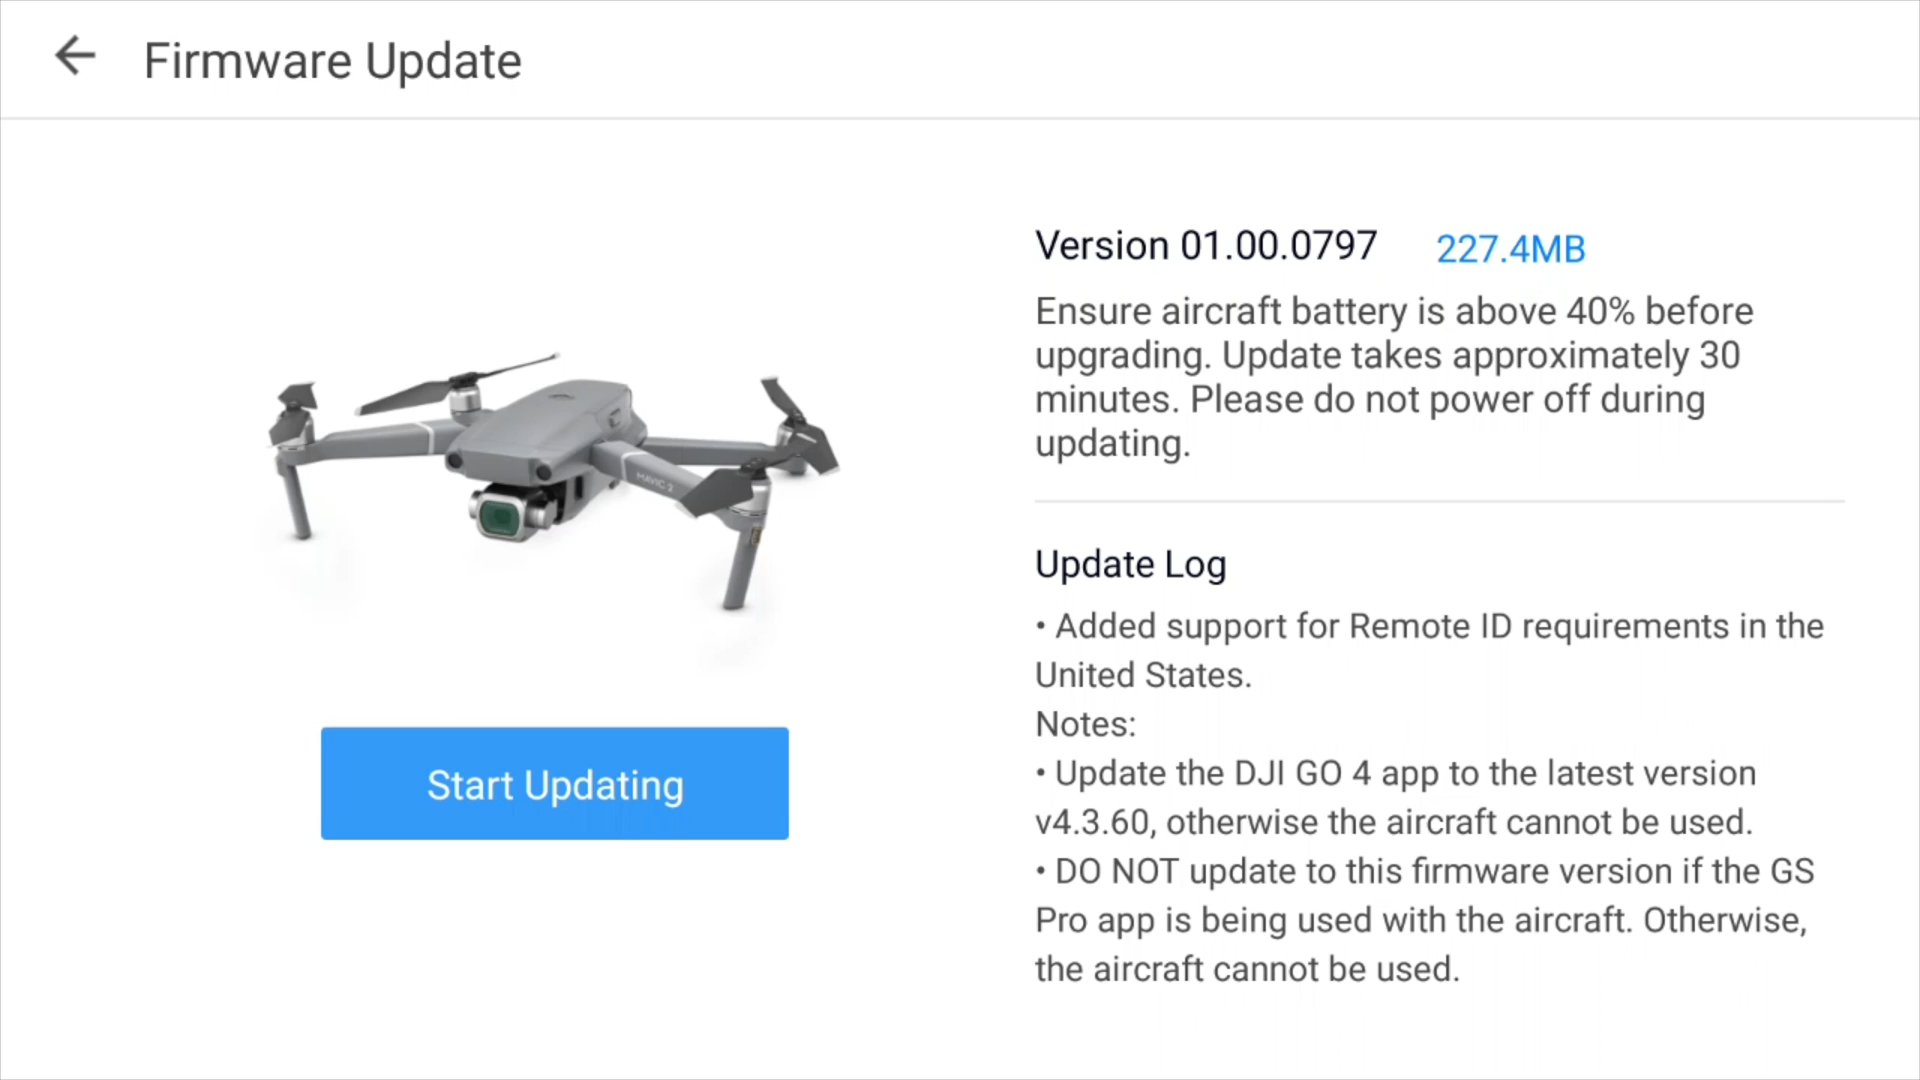 Firmware Update
Version 01.00.0797 227.4MB
Ensure aircraft battery is above 40% before
upgrading. Update takes approximately 30
minutes. Please do not power off during
updating.
MAVIC 2
Start Updating
Update Log
• Added support for Remote ID requirements in the
United States.
Notes:
• Update the DJI GO 4 app to the latest version
v4.3.60, otherwise the aircraft cannot be used.
• DO NOT update to this firmware version if the GS
Pro app is being used with the aircraft. Otherwise,
the aircraft cannot be used.